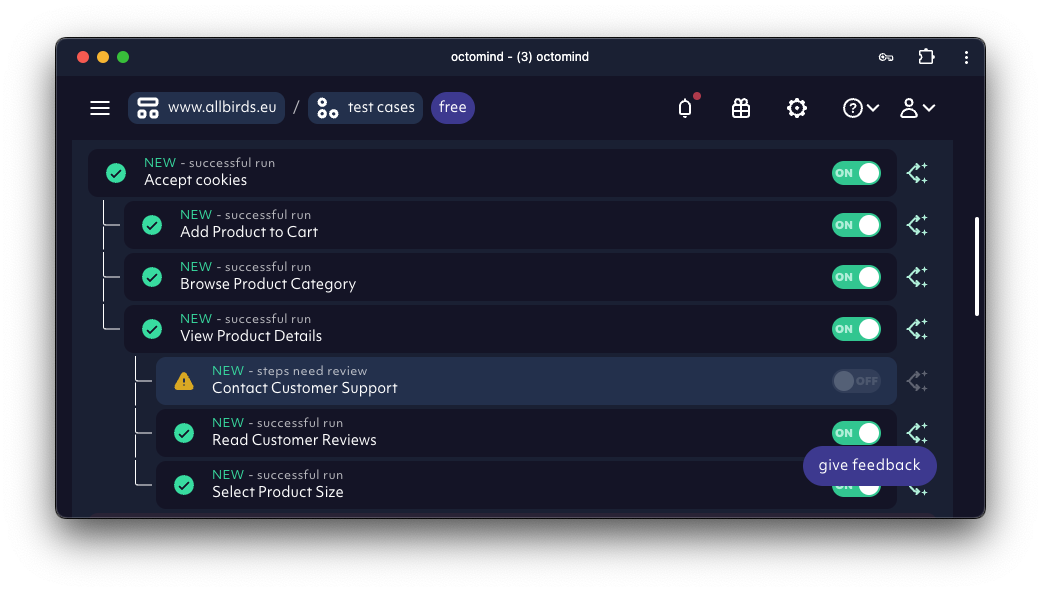 octomind - (3) octomind
www.allbirds.eu / test cases free
NEW - successful run
Accept cookies
ON
NEW - successful run
Add Product to Cart
ON
NEW - successful run
Browse Product Category
ON
NEW - successful run
View Product Details
ON
NEW - steps need review
Contact Customer Support
OFF
NEW - successful run
Read Customer Reviews
ON
give feedback
NEW - successful run
Select Product Size
ON